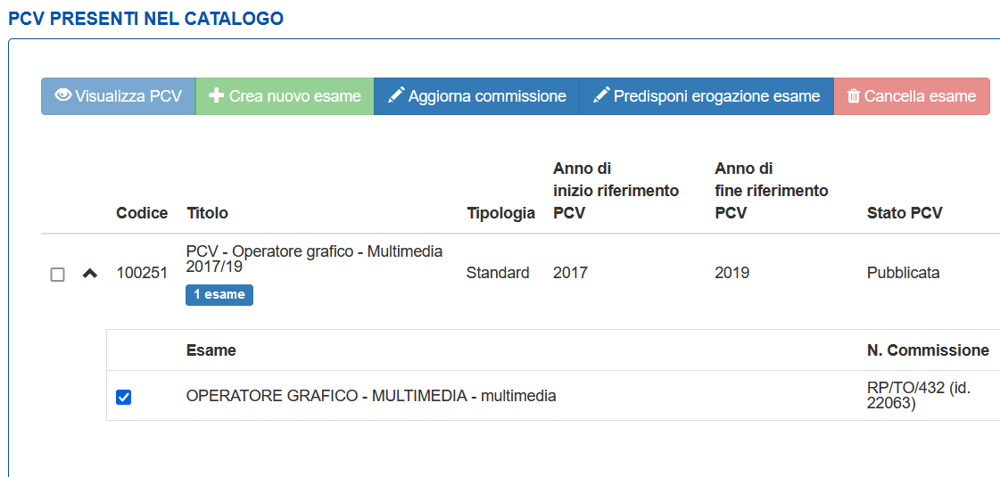 PCV PRESENTI NEL CATALOGO
Visualizza PCV
Crea nuovo esame
Aggiorna commissione
Predisponi erogazione esame
Cancella esame
Codice
Titolo
Tipologia
Anno di
inizio riferimento
PCV
Anno di
fine riferimento
PCV
Stato PCV
100251
PCV - Operatore grafico - Multimedia
2017/19
1 esame
Standard
2017
2019
Pubblicata
Esame
N. Commissione
OPERATORE GRAFICO - MULTIMEDIA - multimedia
RP/TO/432 (id.
22063)